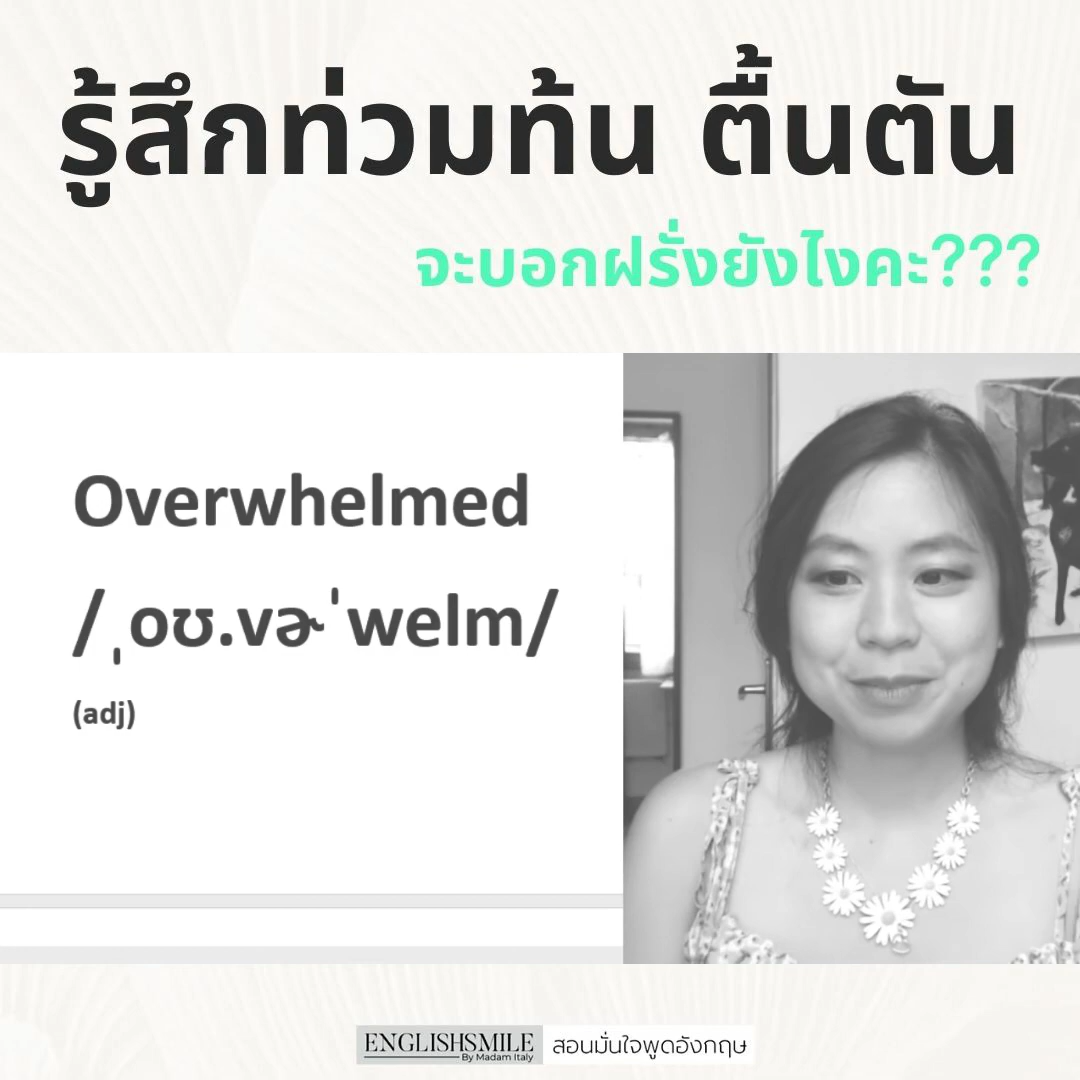 รู้สึกท่วมท้น ตื้นตัน
จะบอกฝรั่งยังไงคะ???
Overwhelmed
/ˌoʊ.vɚˈwelm/
(adj)
ENGLISHSMILE
By Madam Italy
สอนมั่นใจพูดอังกฤษ